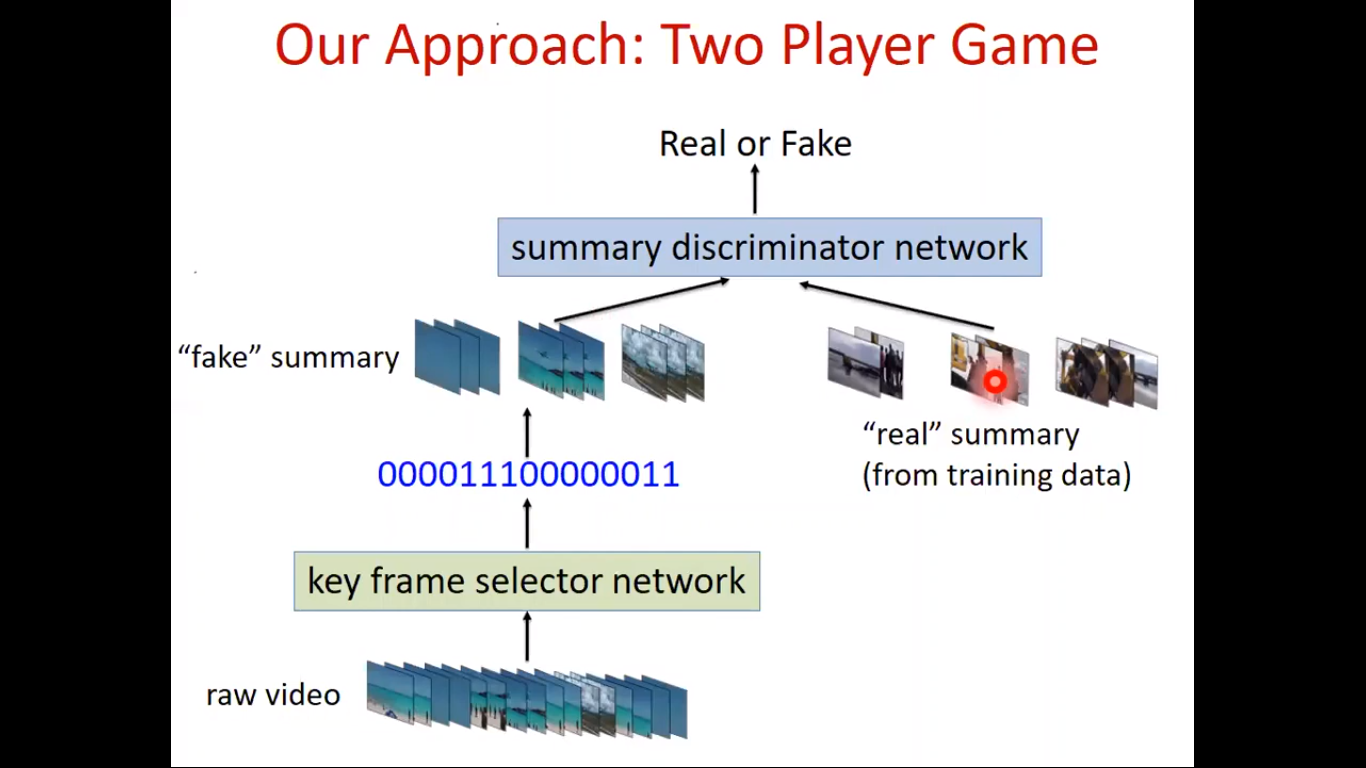 Our Approach: Two Player Game
Real or Fake
summary discriminator network
“fake” summary
“real” summary
(from training data)
000011100000011
key frame selector network
raw video